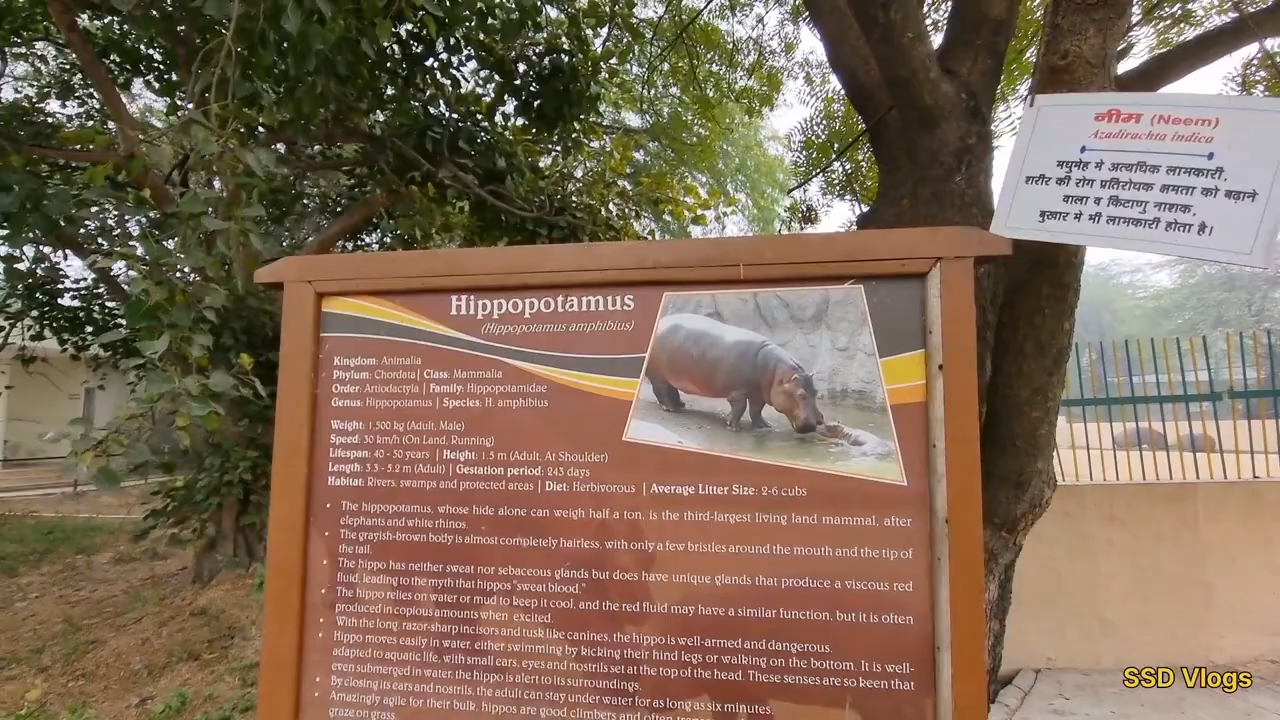 नीम (Neem)
Azadirachta indica
मधुमेह मे अत्यधिक लाभकारी,
शरीर की रोग प्रतिरोधक क्षमता को बढ़ाने
वाला व किटाणु नाशक,
बुखार मे भी लाभकारी होता है।
Hippopotamus
(Hippopotamus amphibius)
Kingdom: Animalia
Phylum: Chordata | Class: Mammalia
Order: Artiodactyla | Family: Hippopotamidae
Genus: Hippopotamus | Species: H. amphibius
Weight: 1,500 kg (Adult, Male)
Speed: 30 km/h (On Land, Running)
Lifespan: 40 - 50 years | Height: 1.5 m (Adult, At Shoulder)
Length: 3.3 - 5.2 m (Adult) | Gestation period: 243 days
Habitat: Rivers, swamps and protected areas | Diet: Herbivorous | Average Litter Size: 2-6 cubs
• The hippopotamus, whose hide alone can weigh half a ton, is the third-largest living land mammal, after
elephants and white rhinos.
• The grayish-brown body is almost completely hairless, with only a few bristles around the mouth and the tip of
the tail.
• The hippo has neither sweat nor sebaceous glands but does have unique glands that produce a viscous red
fluid, leading to the myth that hippos "sweat blood."
• The hippo relies on water or mud to keep it cool, and the red fluid may have a similar function, but it is often
produced in copious amounts when excited.
• With the long, razor-sharp incisors and tusk like canines, the hippo is well-armed and dangerous.
• Hippo moves easily in water, either swimming by kicking their hind legs or walking on the bottom. It is well-
adapted to aquatic life, with small ears, eyes and nostrils set at the top of the head. These senses are so keen that
even submerged in water, the hippo is alert to its surroundings.
• By closing its ears and nostrils, the adult can stay under water for as long as six minutes.
• Amazingly agile for their bulk, hippos are good climbers and often
graze on grass
SSD Vlogs